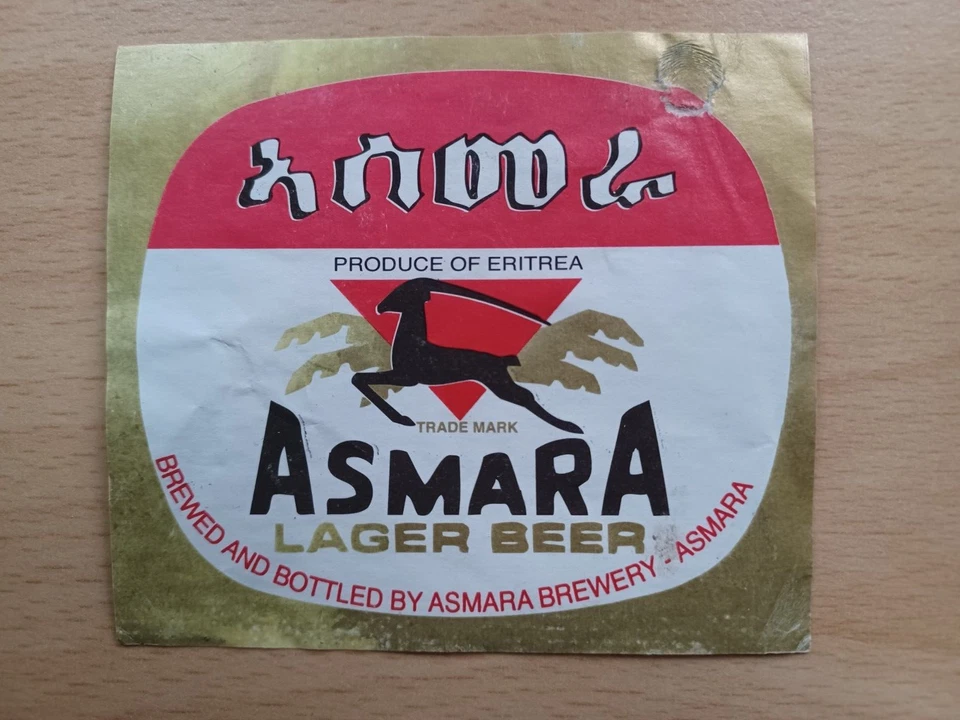 ኣስመራ
PRODUCE OF ERITREA
TRADE MARK
ASMARA
LAGER BEER
BREWED AND BOTTLED BY ASMARA BREWERY - ASMARA